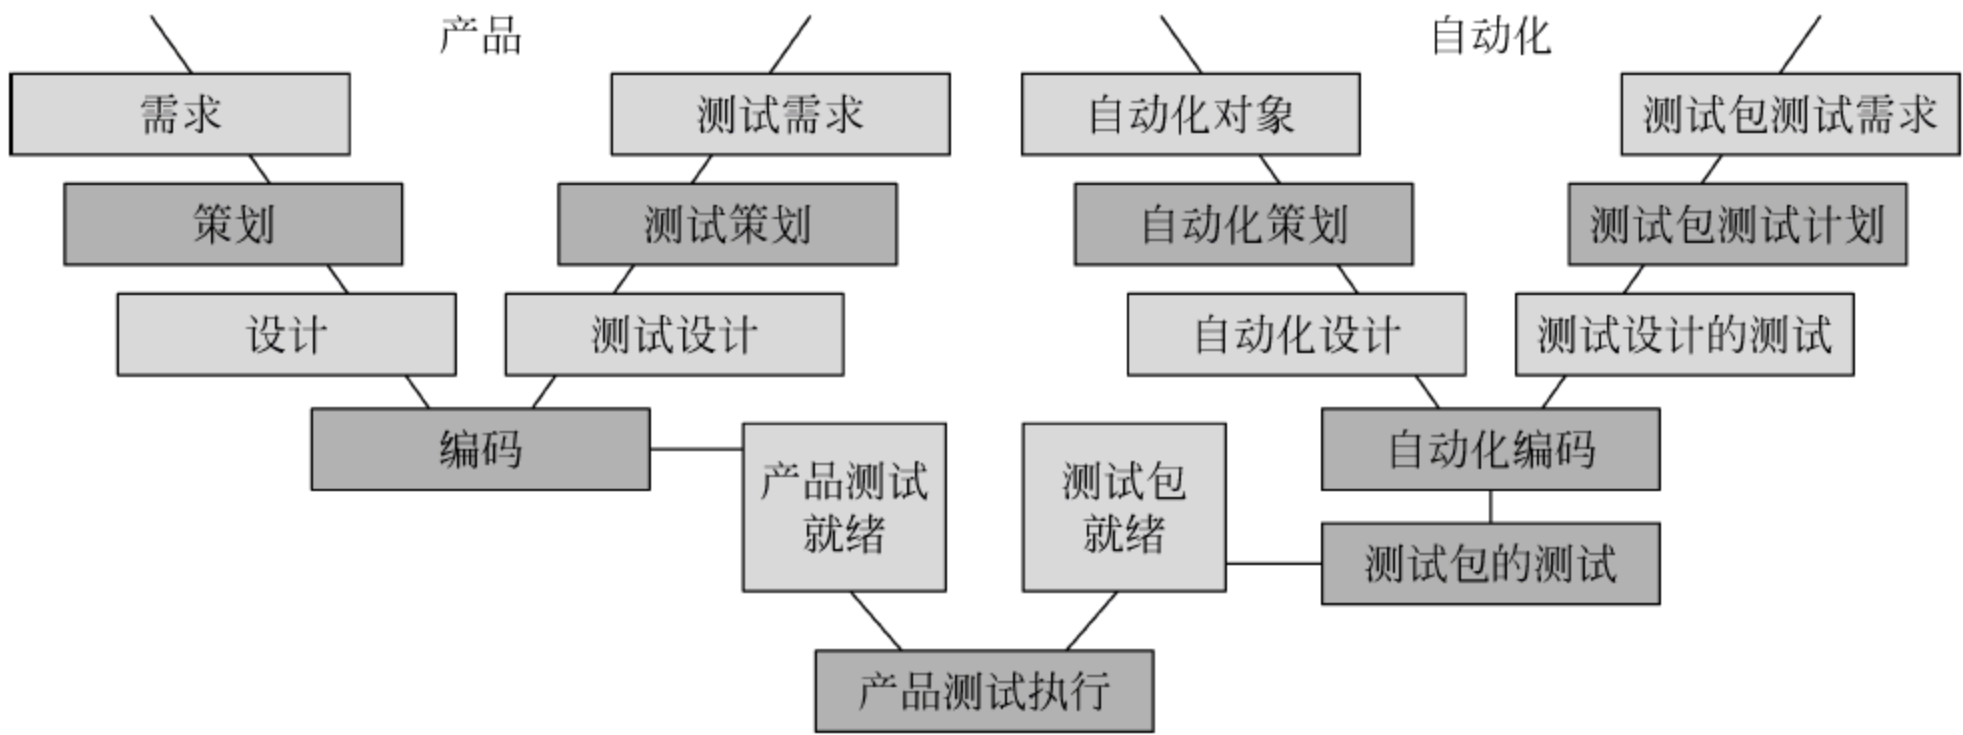 产品
自动化
需求
测试需求
自动化对象
测试包测试需求
策划
测试策划
自动化策划
测试包测试计划
设计
测试设计
自动化设计
测试设计的测试
编码
产品测试
就绪
测试包
就绪
自动化编码
测试包的测试
产品测试执行